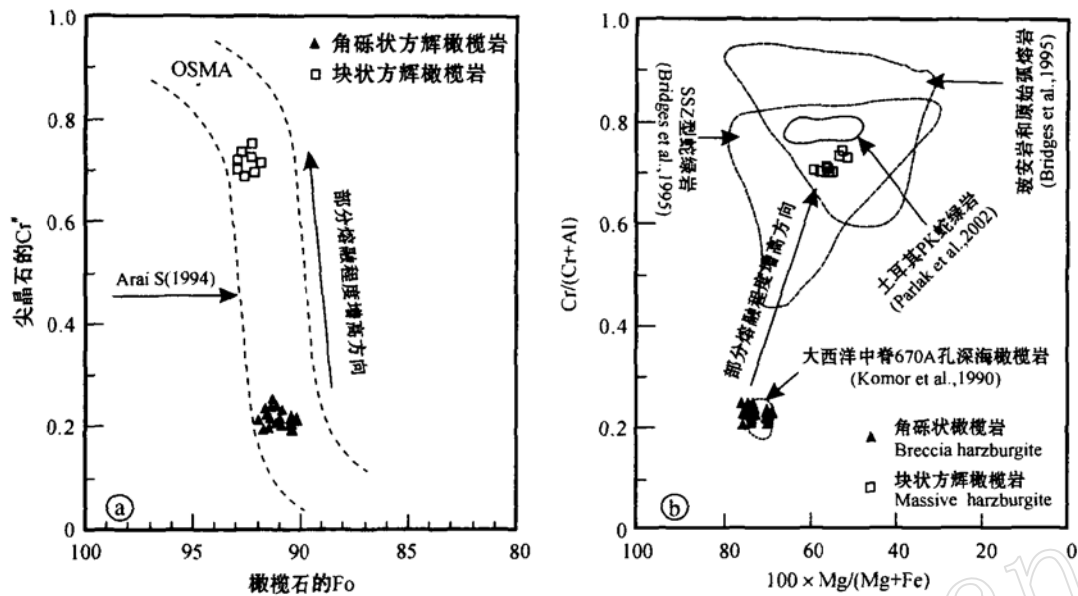 1.0
0.8
0.6
0.4
0.2
0
尖晶石的Cr#
OSMA
▲ 角砾状方辉橄榄岩
□ 块状方辉橄榄岩
Arai S(1994)
部分熔融程度增高方向
a
100
95
90
85
80
橄榄石的Fo
1.0
0.8
0.6
0.4
0.2
0
Cr/(Cr+Al)
SSZ型蛇绿岩
(Bridges et al.,1995)
玻安岩和原始弧熔岩
(Bridges et al.,1995)
土耳其PK蛇绿岩
(Parlak et al.,2002)
部分熔融程度增高方向
大西洋中脊670A孔深海橄榄岩
(Komor et al.,1990)
▲ 角砾状橄榄岩
Breccia harzburgite
□ 块状方辉橄榄岩
Massive harzburgite
b
100
80
60
40
20
0
100 × Mg/(Mg+Fe)